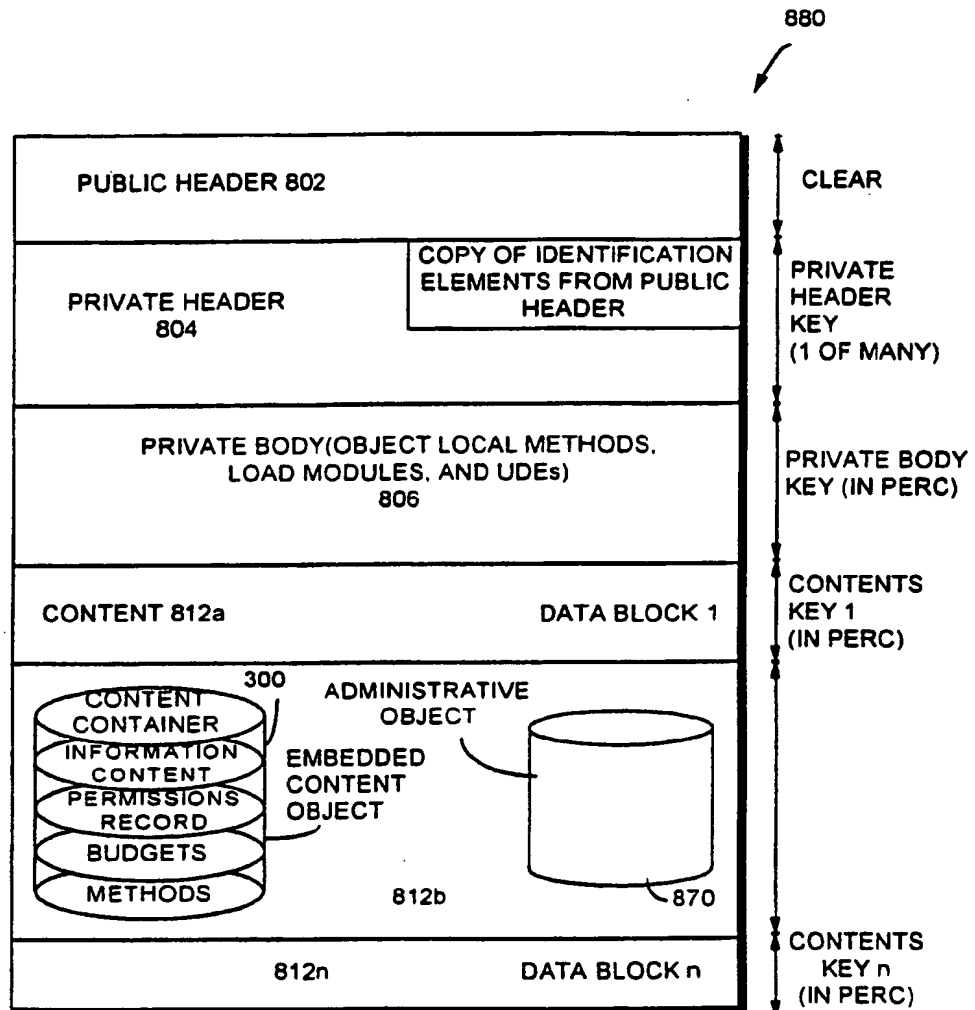 880
PUBLIC HEADER 802
CLEAR
COPY OF IDENTIFICATION
ELEMENTS FROM PUBLIC
HEADER
PRIVATE HEADER
804
PRIVATE
HEADER
KEY
(1 OF MANY)
PRIVATE BODY(OBJECT LOCAL METHODS,
LOAD MODULES, AND UDEs)
806
PRIVATE BODY
KEY (IN PERC)
CONTENT 812a
DATA BLOCK 1
CONTENTS
KEY 1
(IN PERC)
300
CONTENT
CONTAINER
INFORMATION
CONTENT
PERMISSIONS
RECORD
BUDGETS
METHODS
EMBEDDED
CONTENT
OBJECT
ADMINISTRATIVE
OBJECT
812b
870
812n
DATA BLOCK n
CONTENTS
KEY n
(IN PERC)